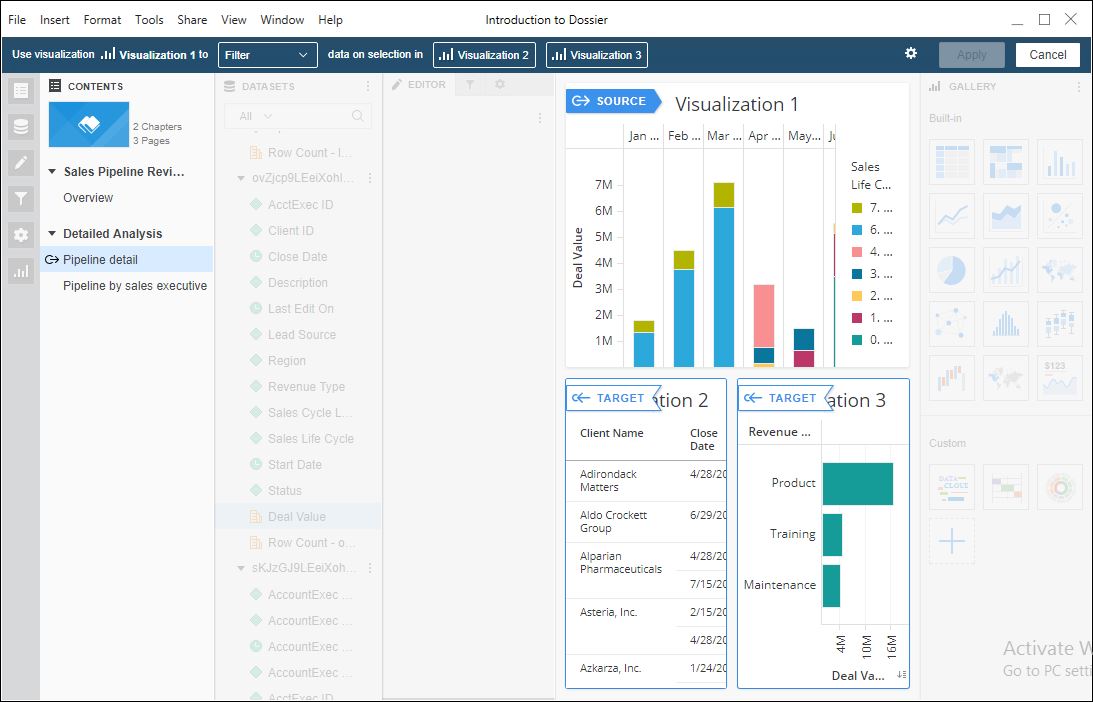 File Insert Format Tools Share View Window Help Introduction to Dossier
Use visualization Visualization 1 to Filter data on selection in Visualization 2 Visualization 3 Apply Cancel
CONTENTS
2 Chapters
3 Pages
Sales Pipeline Revi...
Overview
Detailed Analysis
Pipeline detail
Pipeline by sales executive
DATASETS
All
Row Count - I...
ovZjcp9LEeiXohI...
AcctExec ID
Client ID
Close Date
Description
Last Edit On
Lead Source
Region
Revenue Type
Sales Cycle L...
Sales Life Cycle
Start Date
Status
Deal Value
Row Count - o...
sKJzGJ9LEeiXoh...
AccountExec ...
AccountExec ...
AccountExec ...
AccountExec ...
AcctExec ID
EDITOR
SOURCE Visualization 1
Jan ... Feb ... Mar ... Apr ... May...
Deal Value
7M
6M
5M
4M
3M
2M
1M
Sales
Life C...
7. ...
6. ...
4. ...
3. ...
2. ...
1. ...
0. ...
TARGET ation 2
Client Name Close
Date
Adirondack
Matters 4/28/20
Aldo Crockett
Group 6/29/20
Alparian
Pharmaceuticals 4/28/20
7/15/20
Asteria, Inc. 2/15/20
4/28/20
Azkarza, Inc. 1/24/20
TARGET ation 3
Revenue ...
Product
Training
Maintenance
4M 10M 16M
Deal Va...
GALLERY
Built-in
$123
Custom
DATA
CLOUD
Activate W
Go to PC setti